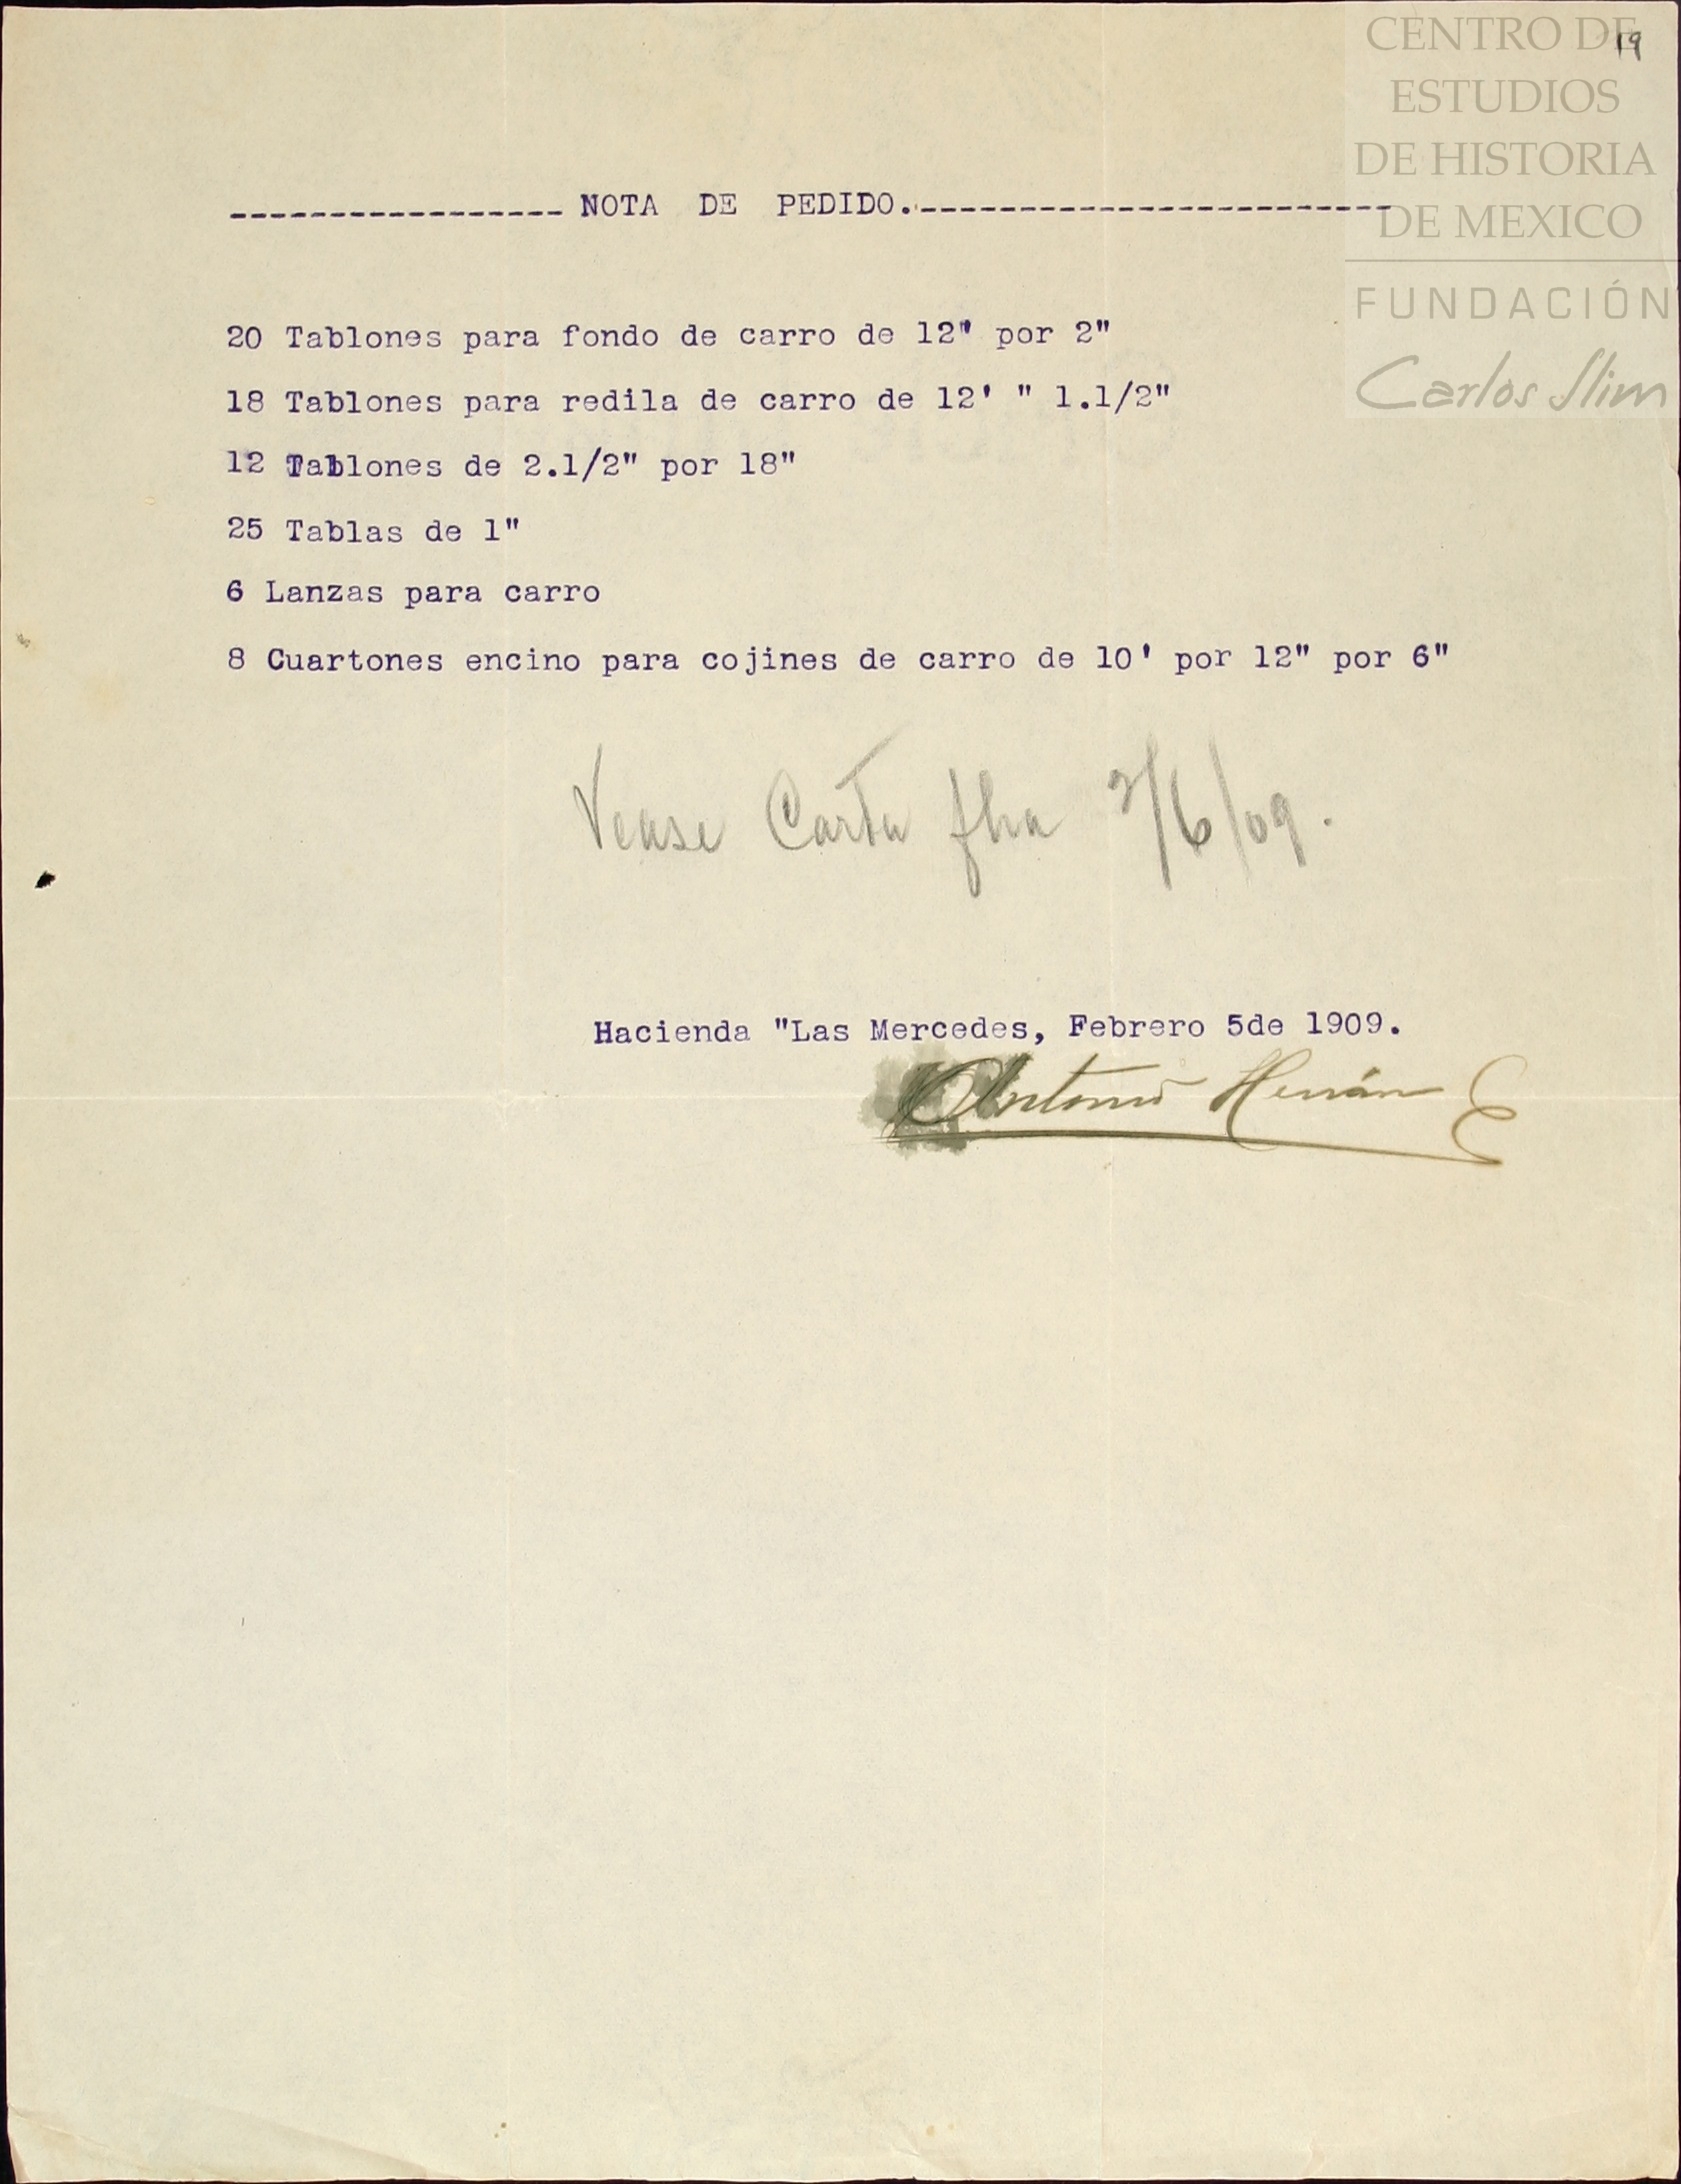 CENTRO DE
19
ESTUDIOS
DE HISTORIA
DE MEXICO
FUNDACIÓN
Carlos Slim
----------------- NOTA DE PEDIDO.------------------------
20 Tablones para fondo de carro de 12' por 2"
18 Tablones para redila de carro de 12' " 1.1/2"
12 Tablones de 2.1/2" por 18"
25 Tablas de 1"
6 Lanzas para carro
8 Cuartones encino para cojines de carro de 10' por 12" por 6"
Vease Carta fha 2/6/09.
Hacienda "Las Mercedes, Febrero 5de 1909.
Antonio Hernán